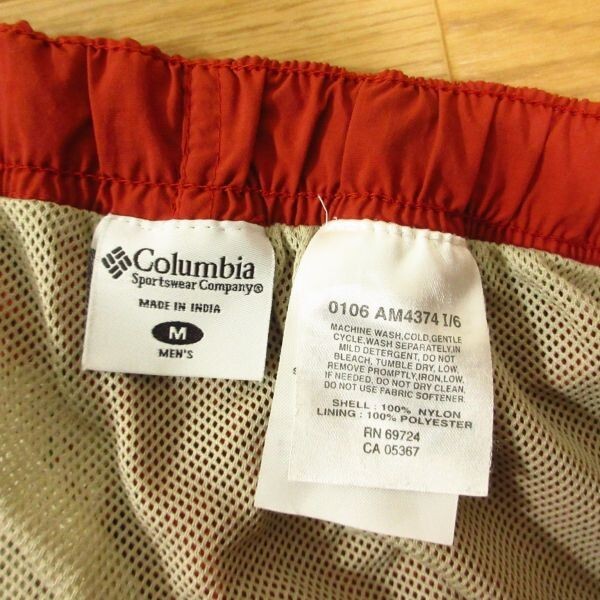 Columbia
Sportswear Company®
MADE IN INDIA
M
MEN'S
0106 AM4374 I/6
MACHINE,WASH,COLD,GENTLE
CYCLE,WASH SEPARATELY,IN
MILD DETERGENT, DO NOT
BLEACH, TUMBLE DRY, LOW,
REMOVE PROMPTLY,IRON,LOW,
IF NEEDED, DO NOT DRY CLEAN,
DO NOT USE FABRIC SOFTENER.
SHELL : 100% NYLON
LINING : 100% POLYESTER
RN 69724
CA 05367